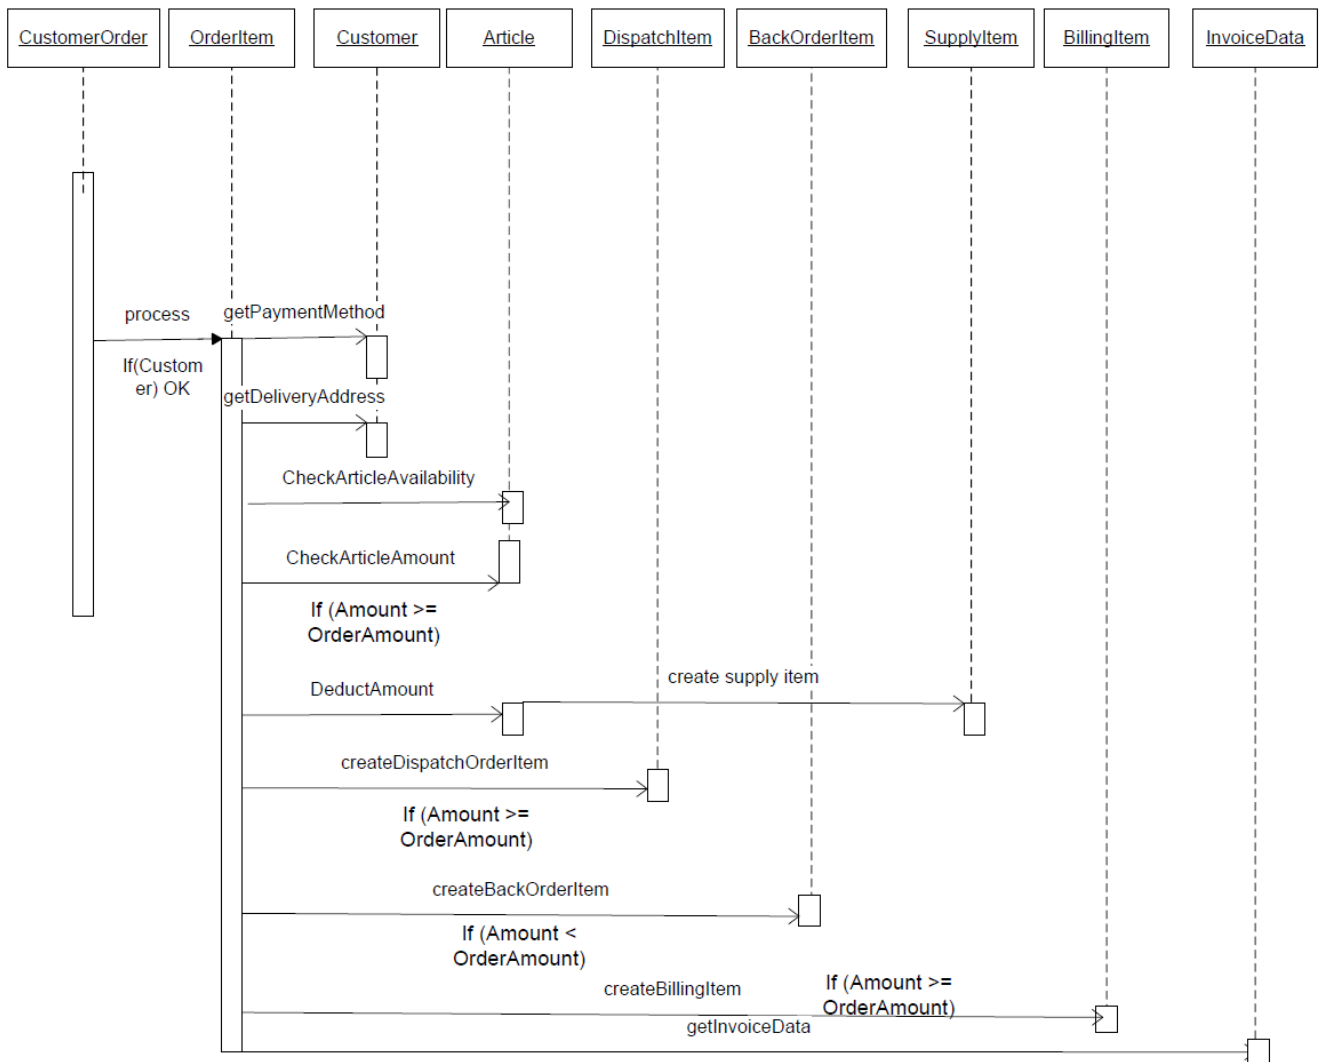 CustomerOrder
OrderItem
Customer
Article
DispatchItem
BackOrderItem
SupplyItem
BillingItem
InvoiceData
process
getPaymentMethod
If(Custom
er) OK
getDeliveryAddress
CheckArticleAvailability
CheckArticleAmount
If (Amount >=
OrderAmount)
create supply item
DeductAmount
createDispatchOrderItem
If (Amount >=
OrderAmount)
createBackOrderItem
If (Amount <
OrderAmount)
createBillingItem
If (Amount >=
OrderAmount)
getInvoiceData